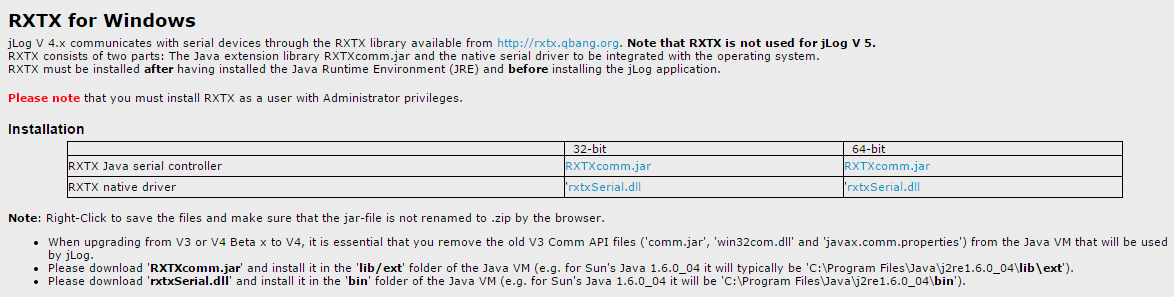 RXTX for Windows
jLog V 4.x communicates with serial devices through the RXTX library available from http://rxtx.qbang.org. Note that RXTX is not used for jLog V 5.
RXTX consists of two parts: The Java extension library RXTXcomm.jar and the native serial driver to be integrated with the operating system.
RXTX must be installed after having installed the Java Runtime Environment (JRE) and before installing the jLog application.
Please note that you must install RXTX as a user with Administrator privileges.
Installation
32-bit 64-bit
RXTX Java serial controller RXTXcomm.jar RXTXcomm.jar
RXTX native driver 'rxtxSerial.dll 'rxtxSerial.dll
Note: Right-Click to save the files and make sure that the jar-file is not renamed to .zip by the browser.
• When upgrading from V3 or V4 Beta x to V4, it is essential that you remove the old V3 Comm API files ('comm.jar', 'win32com.dll' and 'javax.comm.properties') from the Java VM that will be used
by jLog.
• Please download 'RXTXcomm.jar' and install it in the 'lib/ext' folder of the Java VM (e.g. for Sun's Java 1.6.0_04 it will typically be 'C:\Program Files\Java\j2re1.6.0_04\lib\ext').
• Please download 'rxtxSerial.dll' and install it in the 'bin' folder of the Java VM (e.g. for Sun's Java 1.6.0_04 it will be 'C:\Program Files\Java\j2re1.6.0_04\bin').